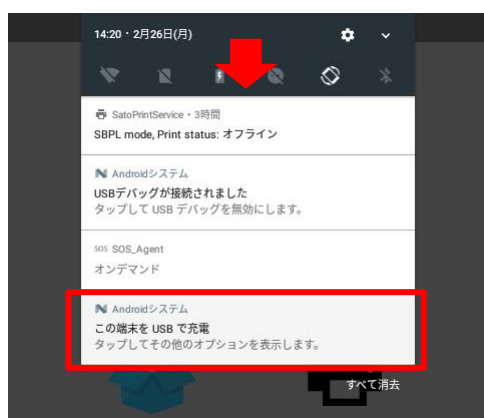 14:20・2月26日(月)
SatoPrintService・3時間
SBPL mode, Print status: オフライン
Androidシステム
USBデバッグが接続されました
タップして USB デバッグを無効にします。
sos SOS_Agent
オンデマンド
Androidシステム
この端末を USB で充電
タップしてその他のオプションを表示します。
すべて消去